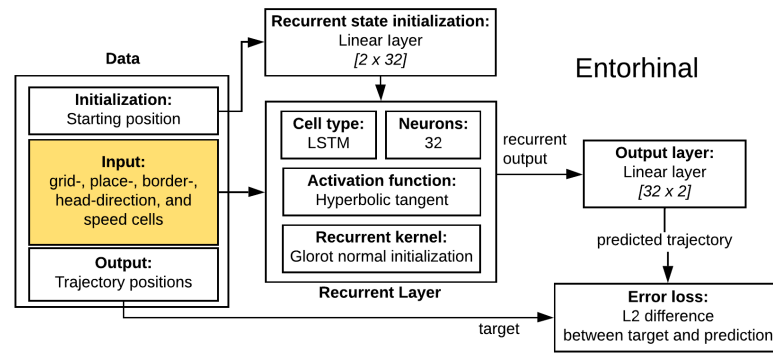 Recurrent state initialization:
Linear layer
[2 x 32]
Data
Entorhinal
Initialization:
Starting position
Input:
grid-, place-, border-,
head-direction, and
speed cells
Output:
Trajectory positions
Cell type:
LSTM
Neurons:
32
Activation function:
Hyperbolic tangent
Recurrent kernel:
Glorot normal initialization
Recurrent Layer
recurrent
output
Output layer:
Linear layer
[32 x 2]
predicted trajectory
Error loss:
L2 difference
between target and prediction
target